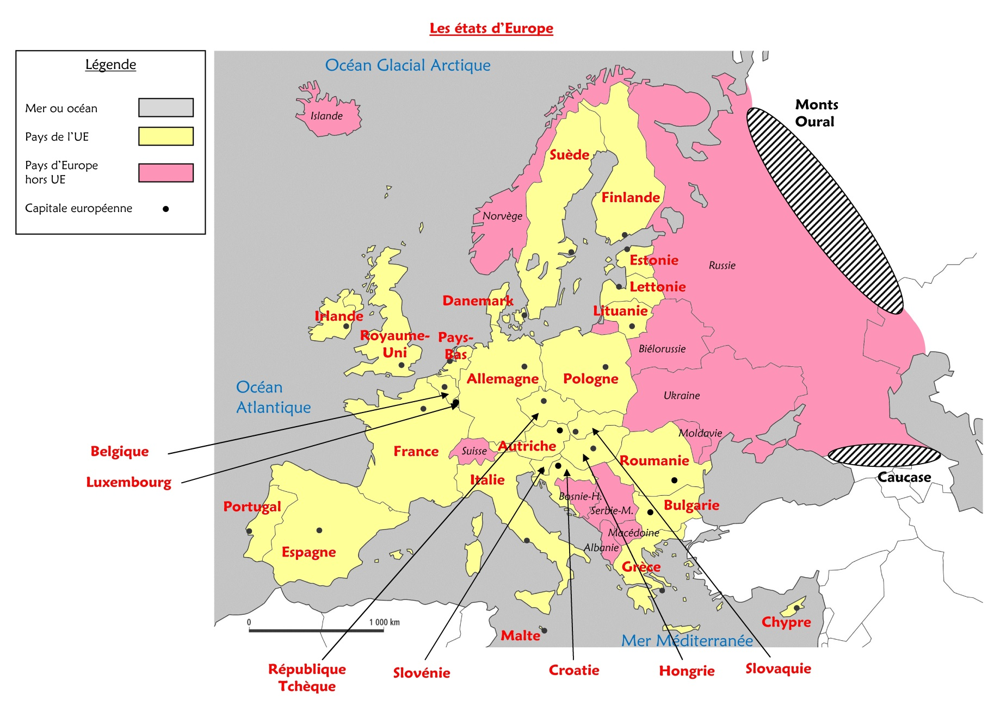 Les états d'Europe
Légende
Mer ou océan
Pays de l'UE
Pays d'Europe
hors UE
Capitale européenne
Océan Glacial Arctique
Monts
Oural
Islande
Suède
Finlande
Norvège
Estonie
Russie
Lettonie
Danemark
Lituanie
Irlande
Royaume-
Uni
Pays-
Bas
Biélorussie
Allemagne
Pologne
Océan
Atlantique
Ukraine
Moldavie
Belgique
France
Suisse
Autriche
Roumanie
Luxembourg
Italie
Caucase
Bosnie-H.
Portugal
Serbie-M.
Bulgarie
Macédoine
Albanie
Espagne
Grèce
0
1 000 km
Chypre
Malte
Mer Méditerranée
République
Tchèque
Slovénie
Croatie
Hongrie
Slovaquie